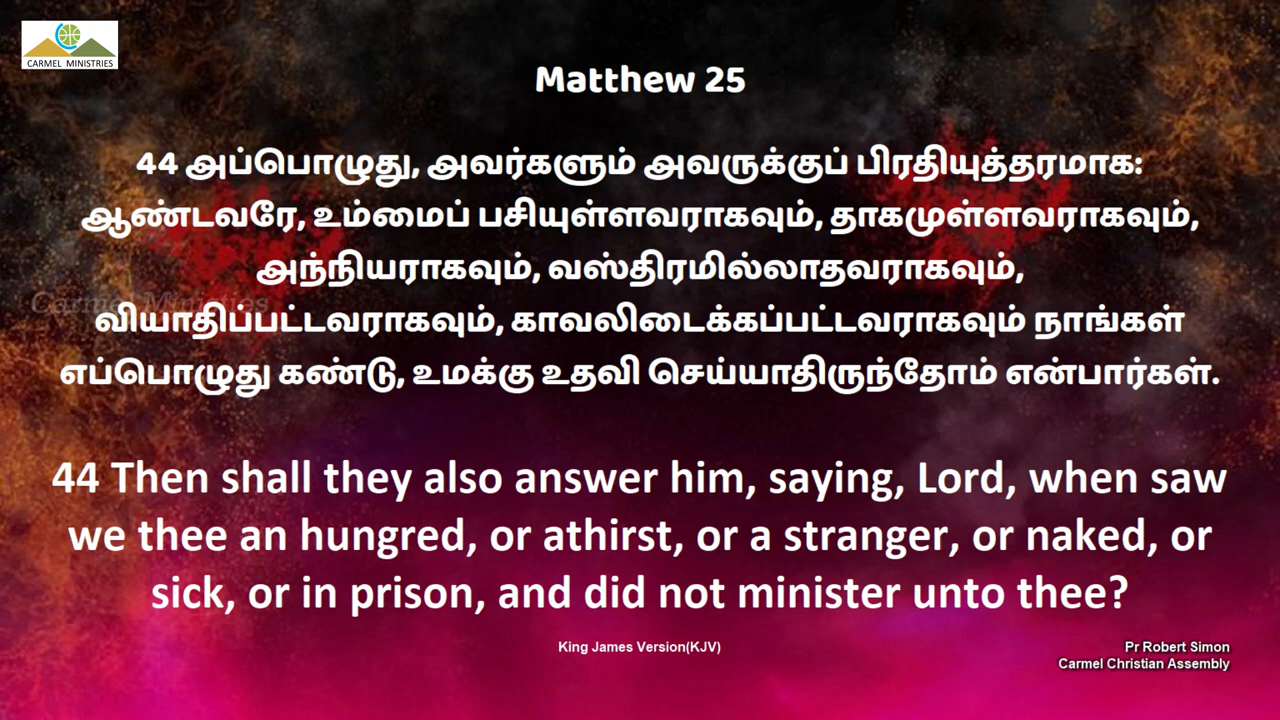 CARMEL MINISTRIES
Matthew 25
44 அப்பொழுது, அவர்களும் அவருக்குப் பிரதியுத்தரமாக:
ஆண்டவரே, உம்மைப் பசியுள்ளவராகவும், தாகமுள்ளவராகவும்,
அந்நியராகவும், வஸ்திரமில்லாதவராகவும்,
Carmel Ministries
வியாதிப்பட்டவராகவும், காவலிடைக்கப்பட்டவராகவும் நாங்கள்
எப்பொழுது கண்டு, உமக்கு உதவி செய்யாதிருந்தோம் என்பார்கள்.
44 Then shall they also answer him, saying, Lord, when saw
we thee an hungred, or athirst, or a stranger, or naked, or
sick, or in prison, and did not minister unto thee?
King James Version(KJV)
Pr Robert Simon
Carmel Christian Assembly